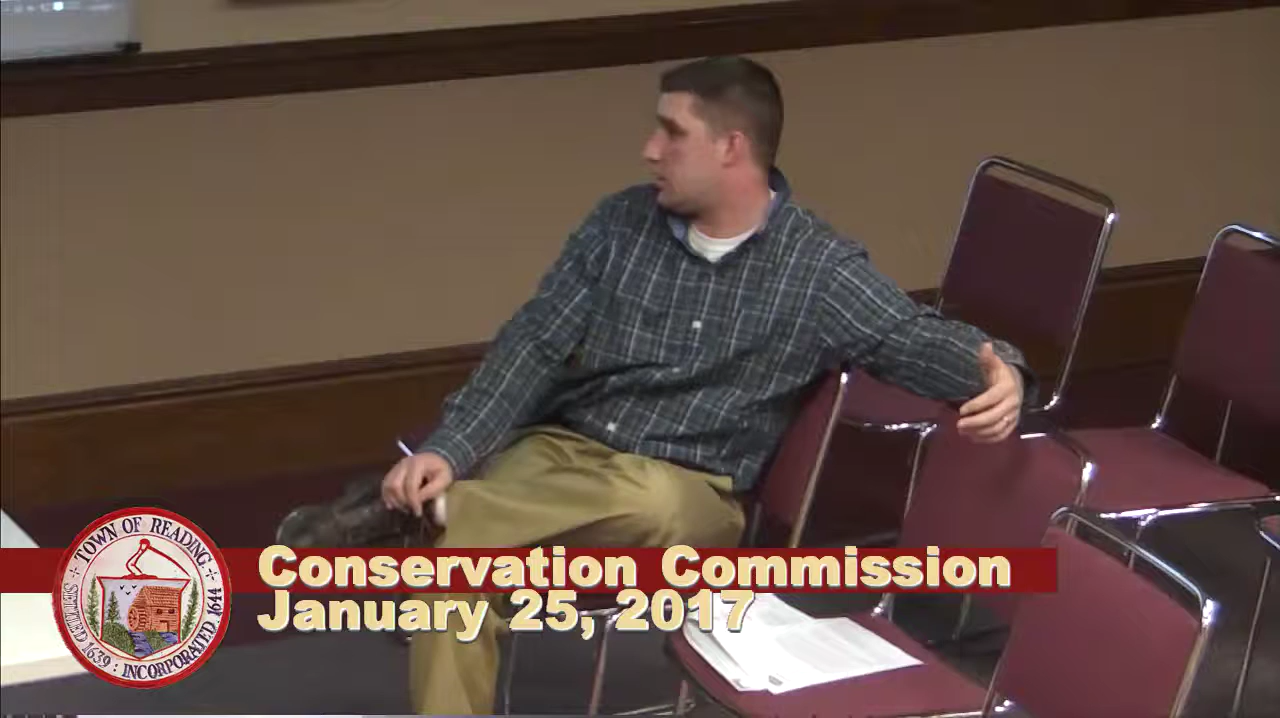 TOWN OF READING
SETTLED 1639 : INCORPORATED 1644
Conservation Commission
January 25, 2017